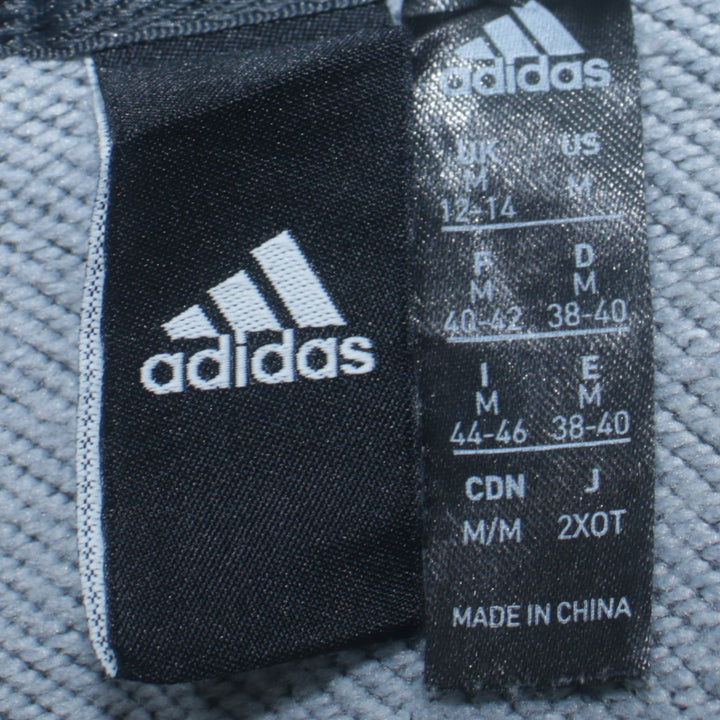 adidas
adidas
UK US
M M
12-14
F D
M M
40-42 38-40
I E
M M
44-46 38-40
CDN J
M/M 2XOT
MADE IN CHINA